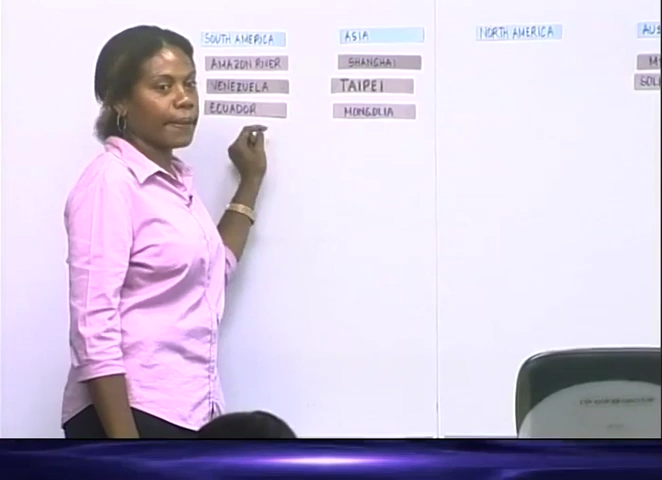 SOUTH AMERICA
AMAZON RIVER
VENEZUELA
ECUADOR
ASIA
SHANGHAI
TAIPEI
MONGOLIA
NORTH AMERICA